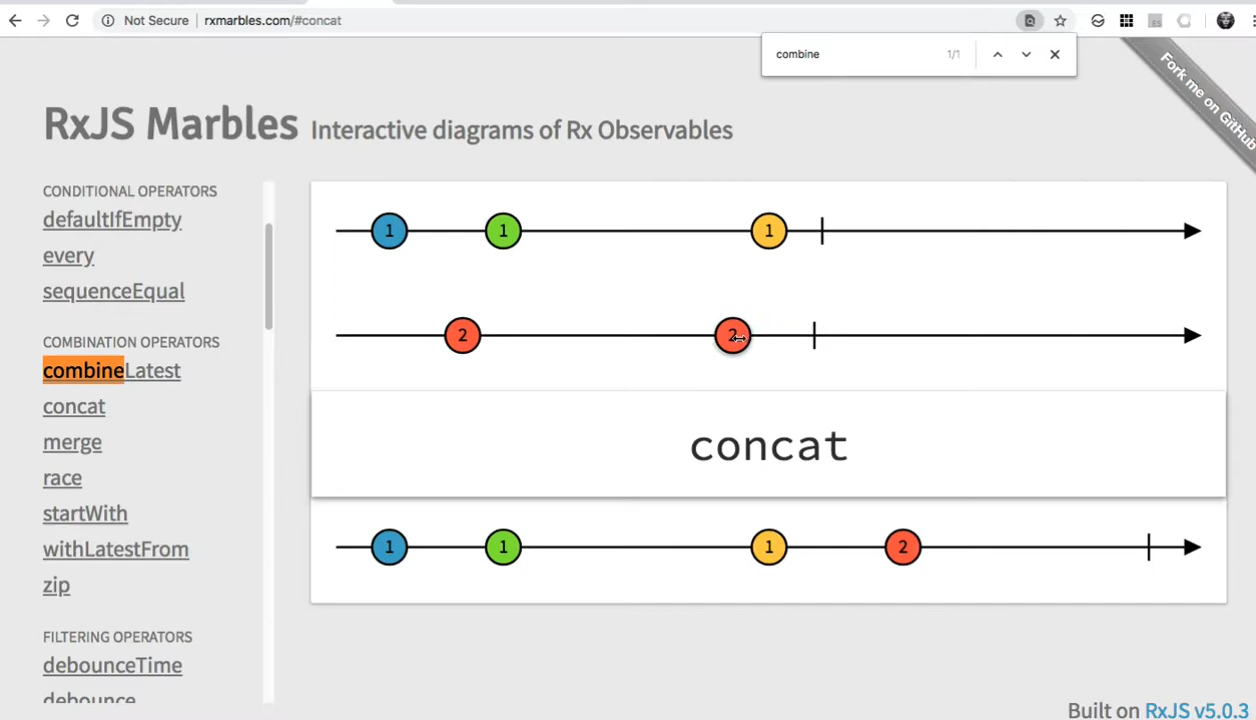 Not Secure rxmarbles.com/#concat
combine 1/1
Fork me on GitHub
RxJS Marbles Interactive diagrams of Rx Observables
CONDITIONAL OPERATORS
defaultIfEmpty
every
sequenceEqual
COMBINATION OPERATORS
combineLatest
concat
merge
race
startWith
withLatestFrom
zip
FILTERING OPERATORS
debounceTime
debounce
1 1 1
2 2
concat
1 1 1 2
Built on RxJS v5.0.3